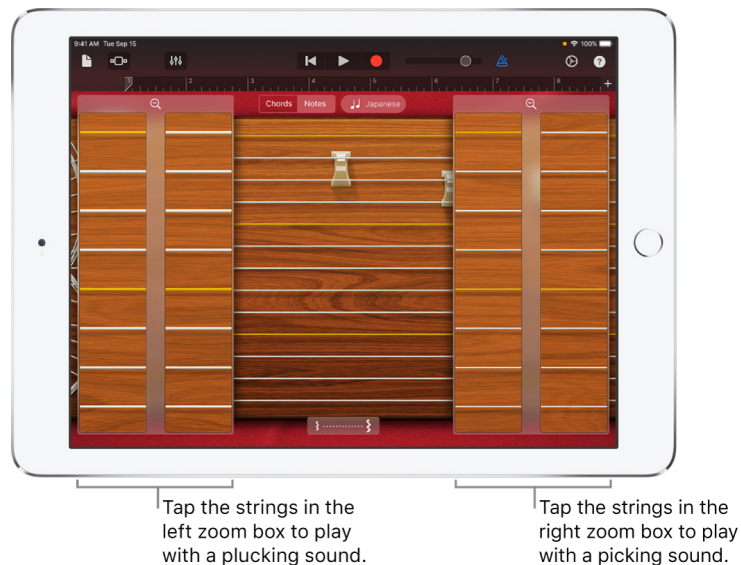 9:41 AM Tue Sep 15
100%
1 2 3 4 5 6 7 8 +
?
Chords Notes Japanese
Tap the strings in the
left zoom box to play
with a plucking sound.
Tap the strings in the
right zoom box to play
with a picking sound.